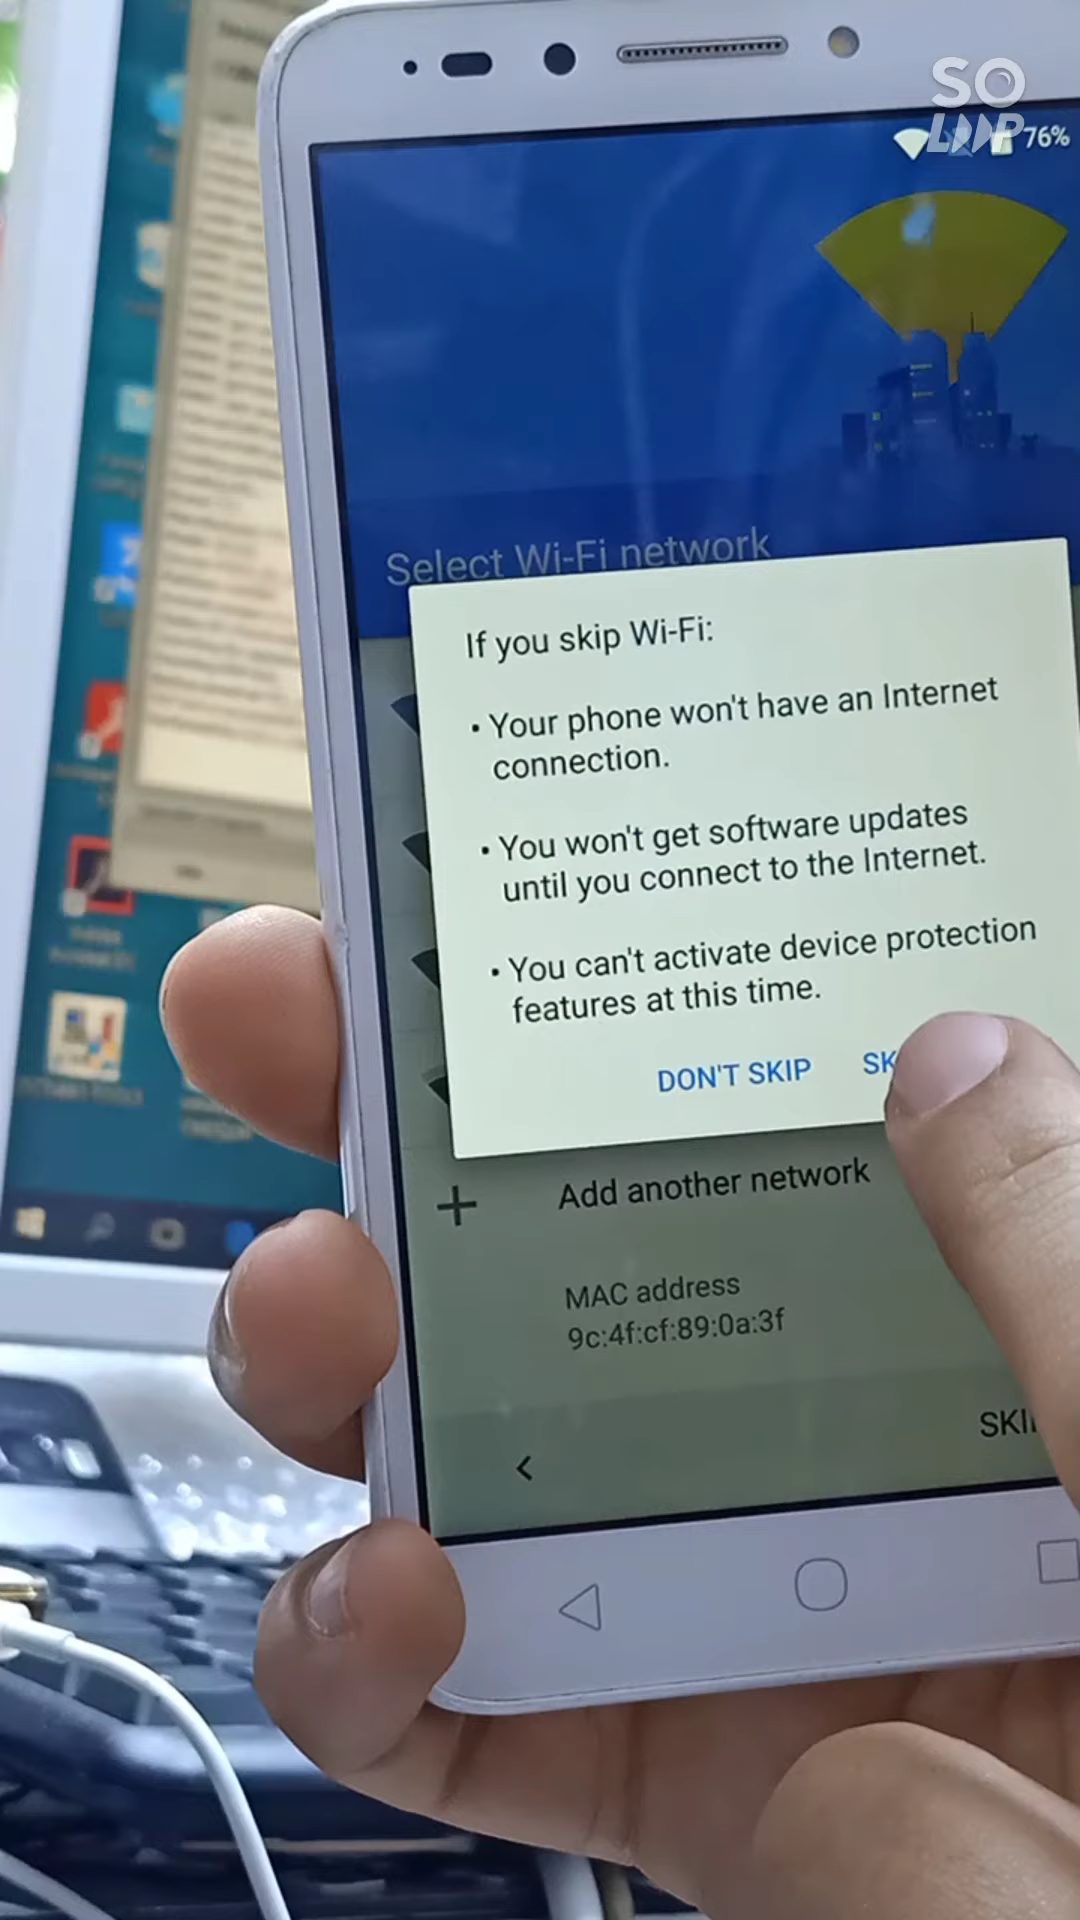 SO
LIIP
76%
Select Wi-Fi network
If you skip Wi-Fi:
• Your phone won't have an Internet
connection.
• You won't get software updates
until you connect to the Internet.
• You can't activate device protection
features at this time.
DON'T SKIP SK
Add another network
MAC address
9c:4f:cf:89:0a:3f
SKI